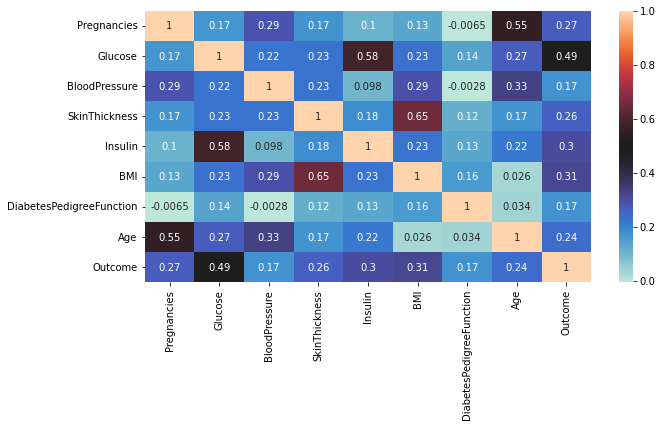 Pregnancies 1 0.17 0.29 0.17 0.1 0.13 -0.0065 0.55 0.27
Glucose 0.17 1 0.22 0.23 0.58 0.23 0.14 0.27 0.49
BloodPressure 0.29 0.22 1 0.23 0.098 0.29 -0.0028 0.33 0.17
SkinThickness 0.17 0.23 0.23 1 0.18 0.65 0.12 0.17 0.26
Insulin 0.1 0.58 0.098 0.18 1 0.23 0.13 0.22 0.3
BMI 0.13 0.23 0.29 0.65 0.23 1 0.16 0.026 0.31
DiabetesPedigreeFunction -0.0065 0.14 -0.0028 0.12 0.13 0.16 1 0.034 0.17
Age 0.55 0.27 0.33 0.17 0.22 0.026 0.034 1 0.24
Outcome 0.27 0.49 0.17 0.26 0.3 0.31 0.17 0.24 1
Pregnancies
Glucose
BloodPressure
SkinThickness
Insulin
BMI
DiabetesPedigreeFunction
Age
Outcome
1.0
0.8
0.6
0.4
0.2
0.0